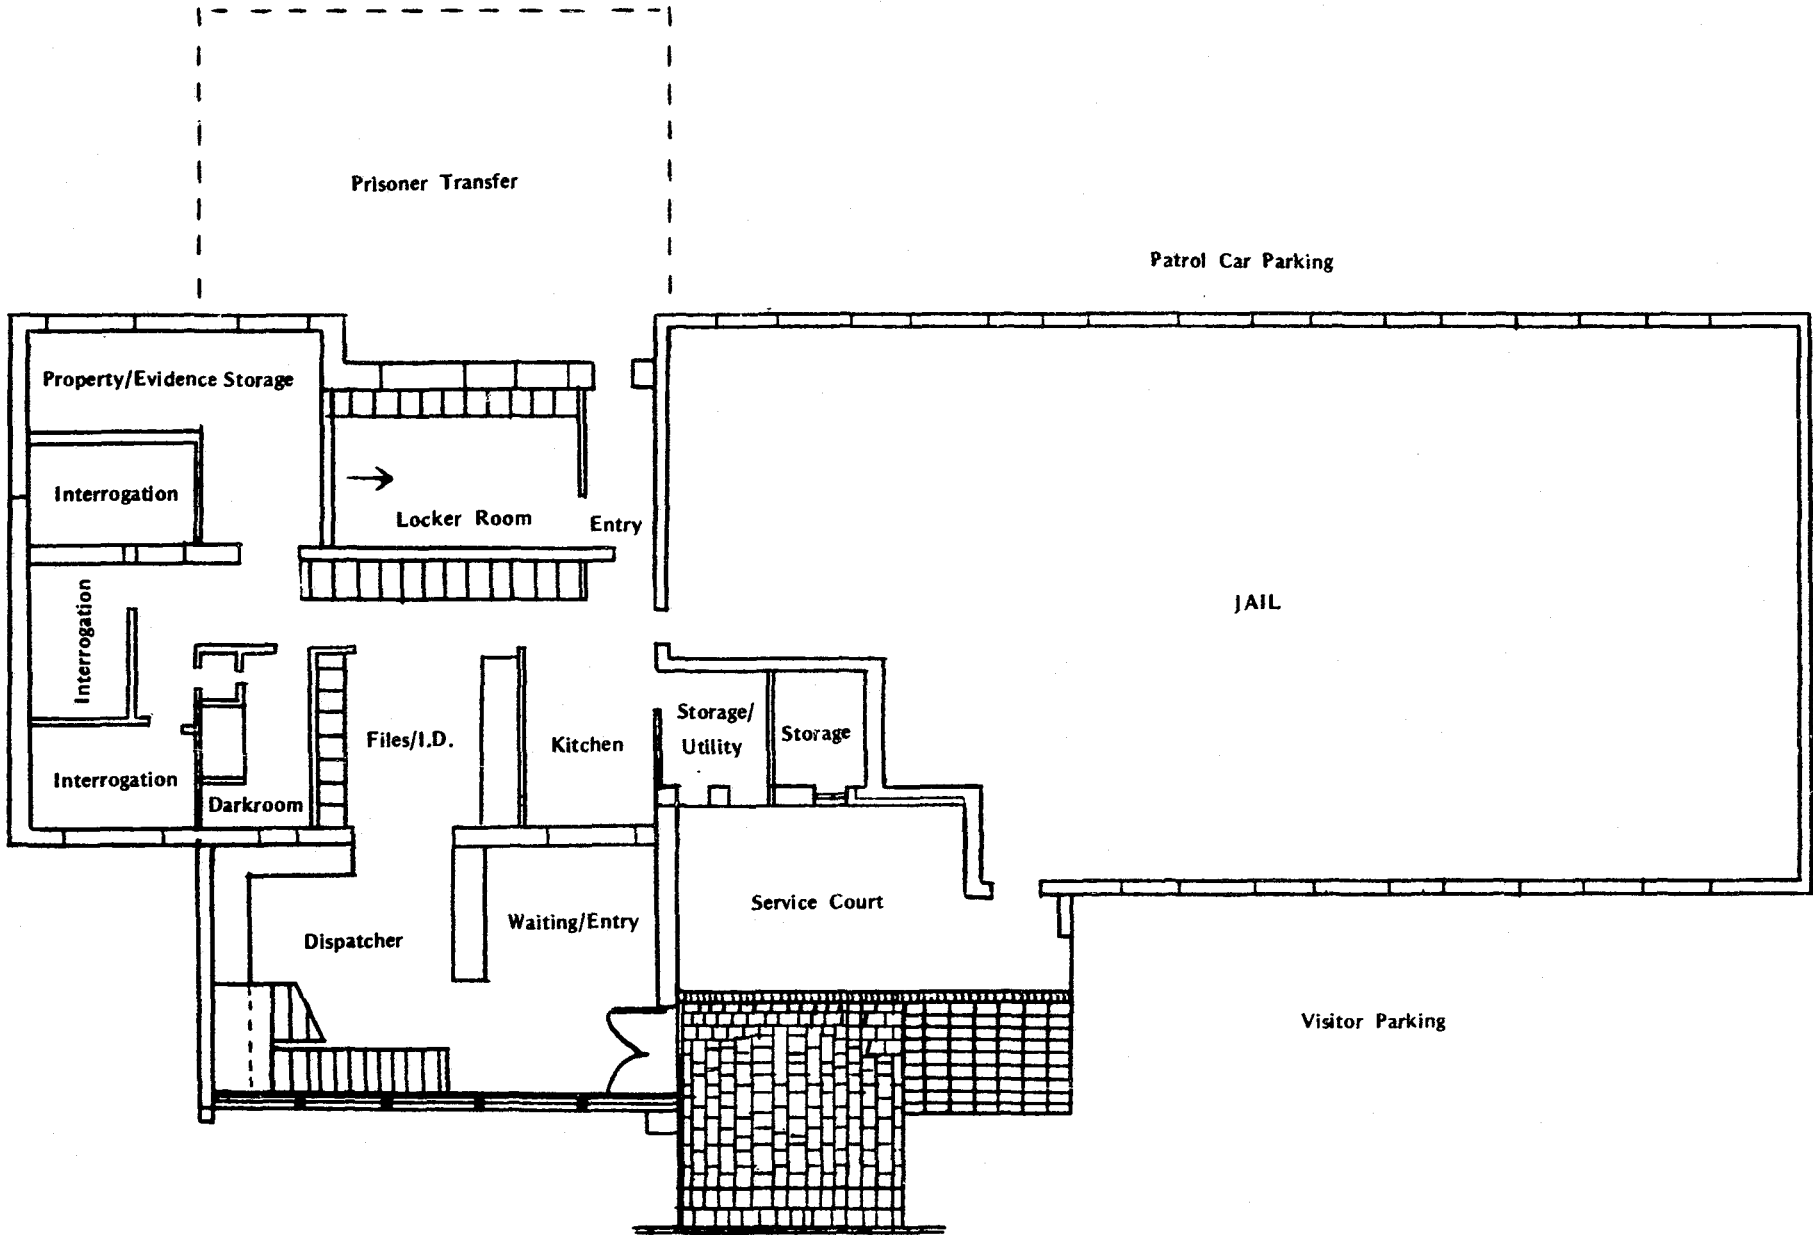 Prisoner Transfer
Patrol Car Parking
Property/Evidence Storage
Interrogation
Locker Room
Entry
Interrogation
JAIL
Storage/
Utility
Storage
Files/I.D.
Kitchen
Interrogation
Darkroom
Service Court
Waiting/Entry
Dispatcher
Visitor Parking